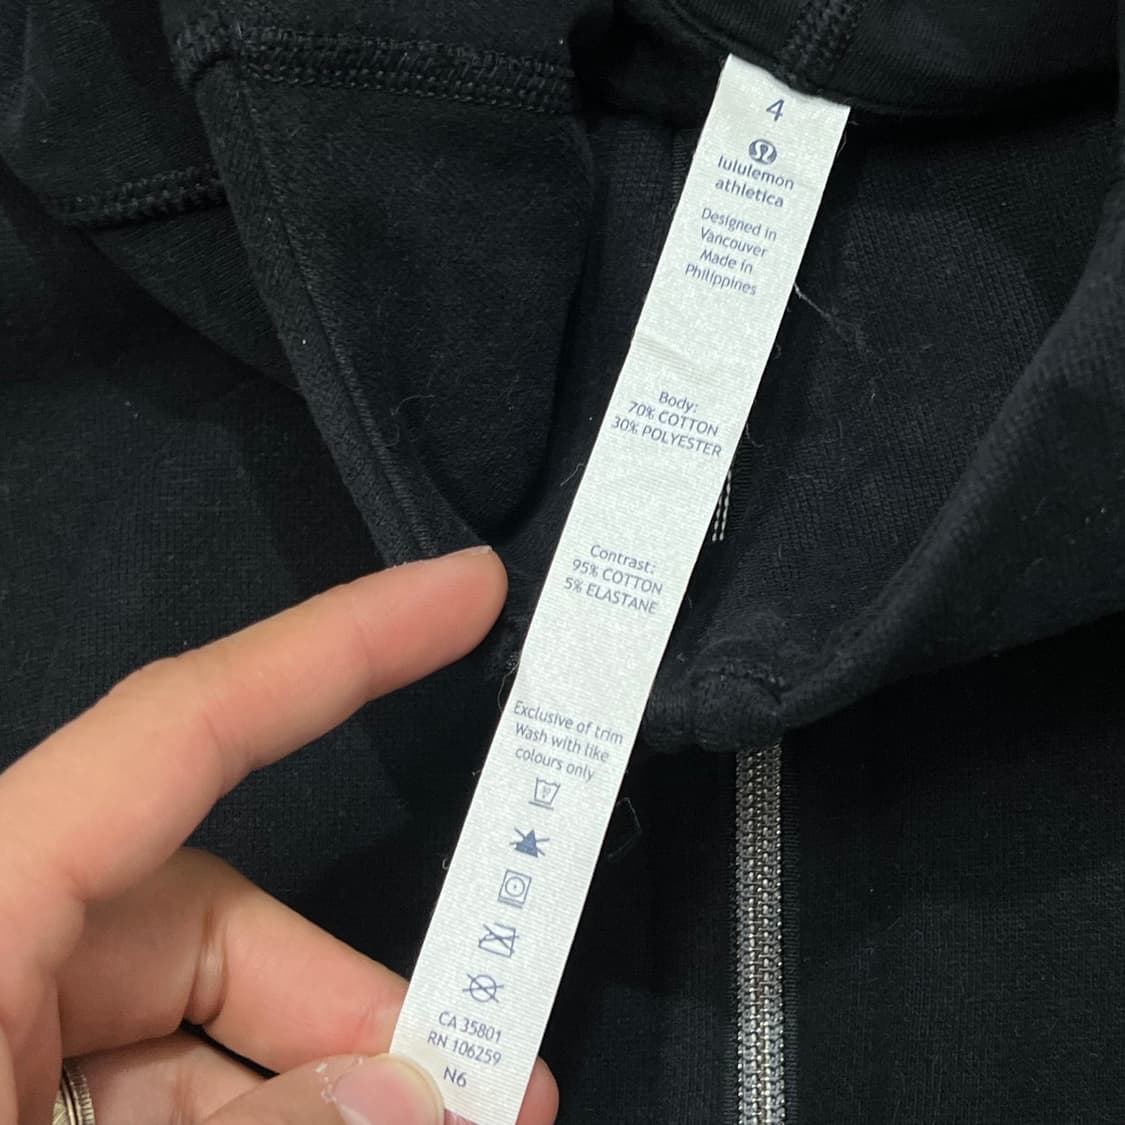 4
lululemon
athletica
Designed in
Vancouver
Made in
Philippines
Body:
70% COTTON
30% POLYESTER
Contrast:
95% COTTON
5% ELASTANE
Exclusive of trim
Wash with like
colours only
30
CA 35801
RN 106259
N6